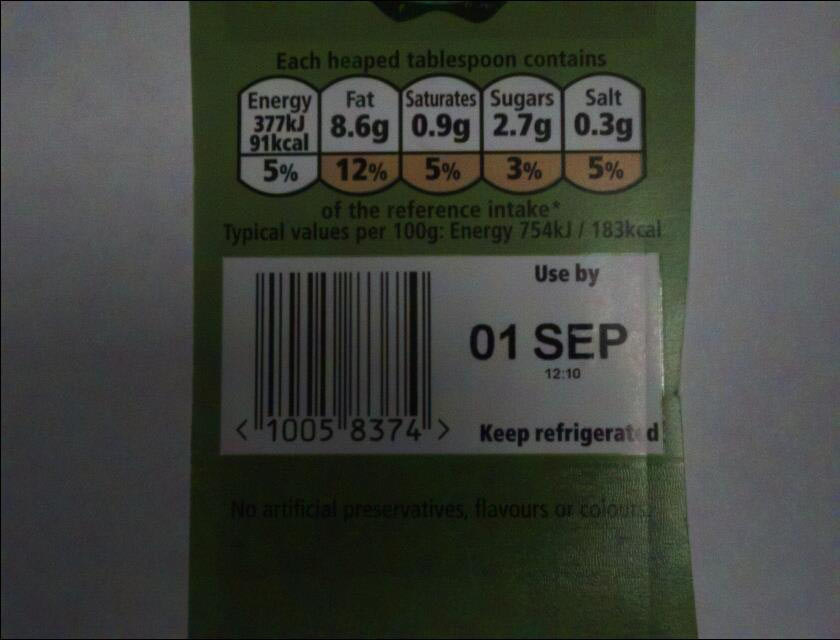 Each heaped tablespoon contains
Energy Fat Saturates Sugars Salt
377kJ 8.6g 0.9g 2.7g 0.3g
91kcal
5% 12% 5% 3% 5%
of the reference intake*
Typical values per 100g: Energy 754kJ / 183kcal
Use by
01 SEP
12:10
< 1005 8374 >
Keep refrigerated
No artificial preservatives, flavours or colours.